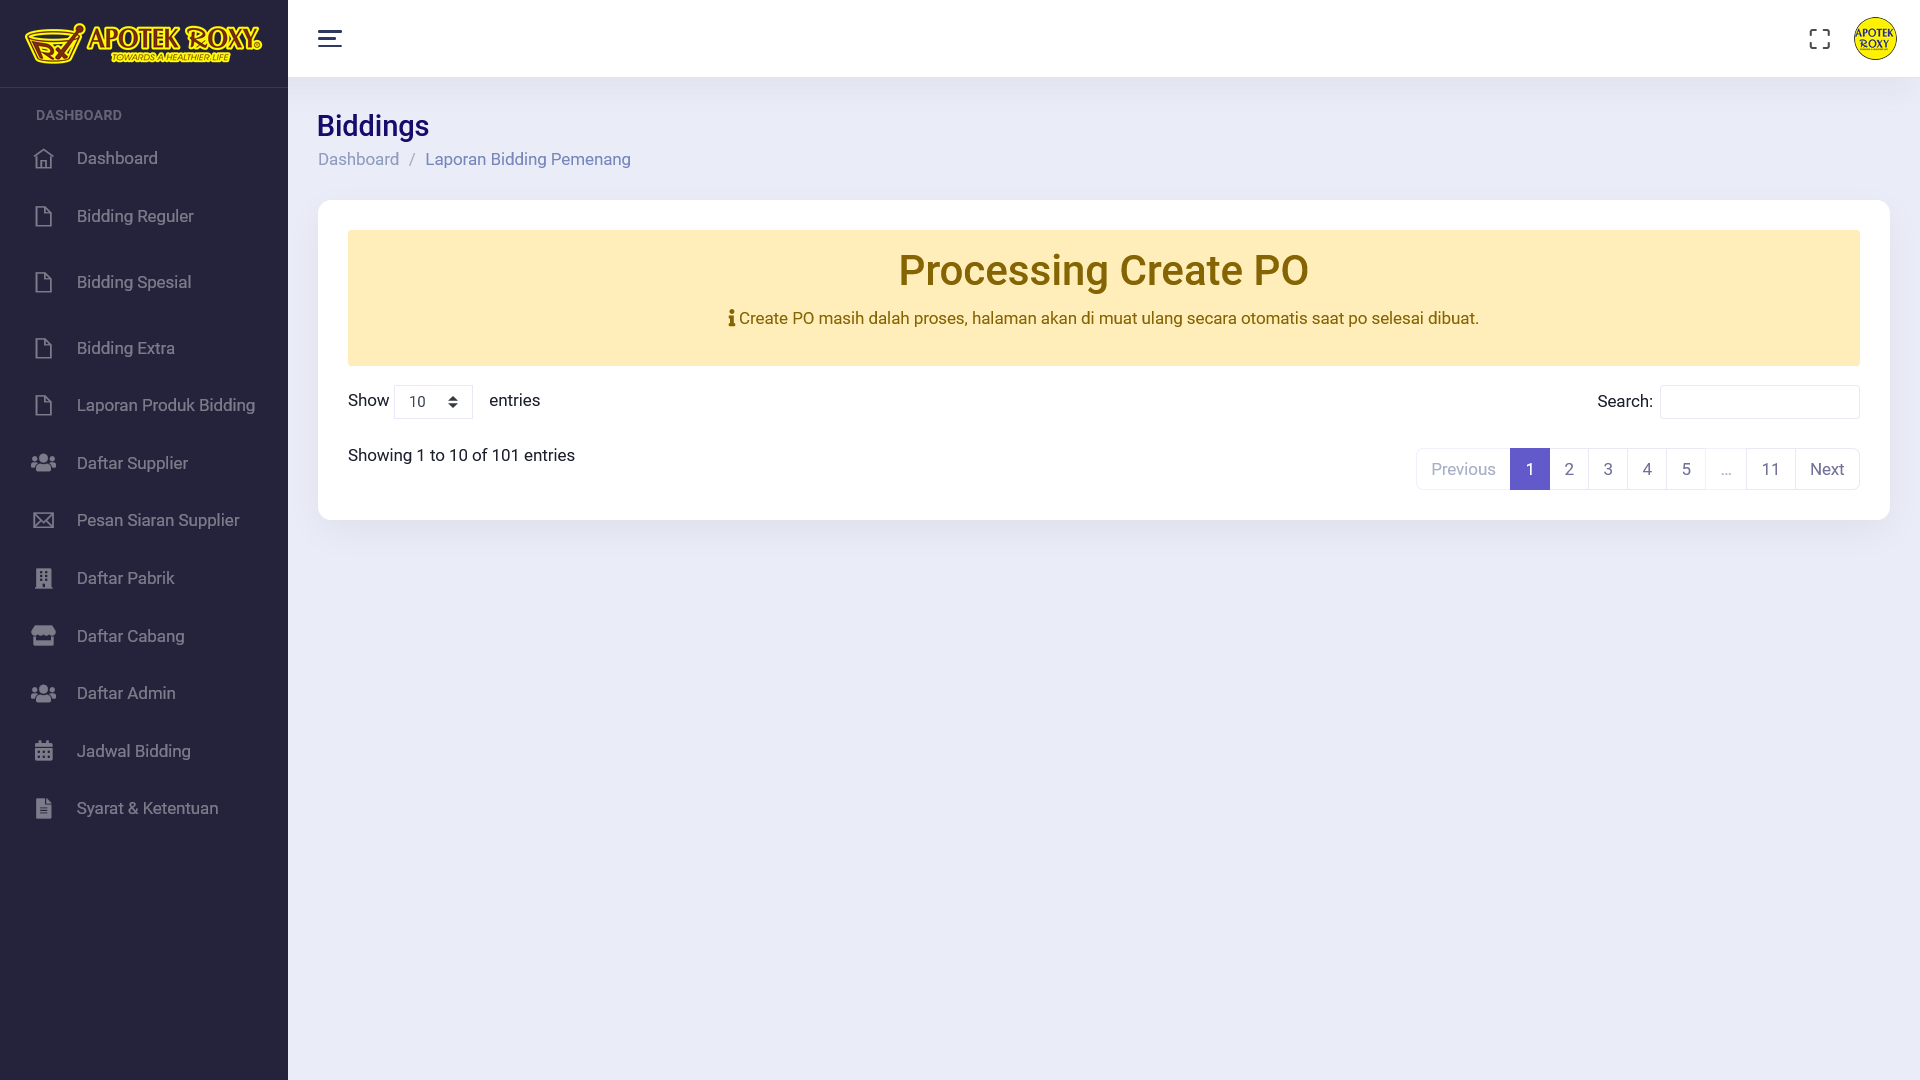 APOTEK ROXY
TOWARDS A HEALTHIER LIFE
DASHBOARD
Dashboard
Bidding Reguler
Bidding Spesial
Bidding Extra
Laporan Produk Bidding
Daftar Supplier
Pesan Siaran Supplier
Daftar Pabrik
Daftar Cabang
Daftar Admin
Jadwal Bidding
Syarat & Ketentuan
APOTEK
ROXY
Biddings
Dashboard / Laporan Bidding Pemenang
Processing Create PO
Create PO masih dalah proses, halaman akan di muat ulang secara otomatis saat po selesai dibuat.
Show 10 entries
Search:
Showing 1 to 10 of 101 entries
Previous 1 2 3 4 5 … 11 Next